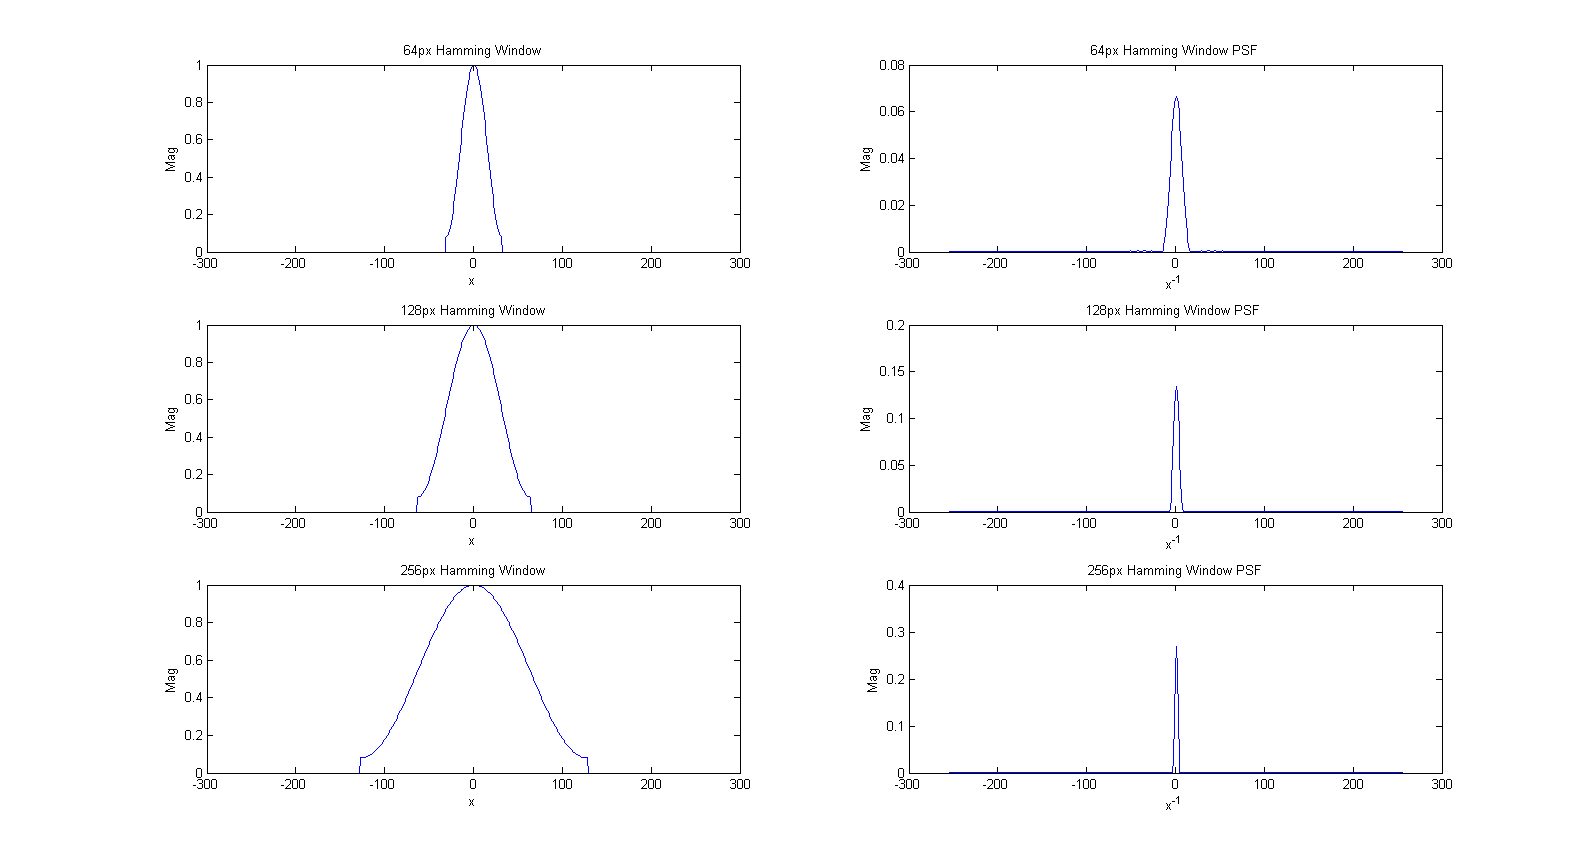 64px Hamming Window
1
0.8
0.6
0.4
0.2
0
Mag
-300 -200 -100 0 100 200 300
x
64px Hamming Window PSF
0.08
0.06
0.04
0.02
0
Mag
-300 -200 -100 0 100 200 300
x-1
128px Hamming Window
1
0.8
0.6
0.4
0.2
0
Mag
-300 -200 -100 0 100 200 300
x
128px Hamming Window PSF
0.2
0.15
0.1
0.05
0
Mag
-300 -200 -100 0 100 200 300
x-1
256px Hamming Window
1
0.8
0.6
0.4
0.2
0
Mag
-300 -200 -100 0 100 200 300
x
256px Hamming Window PSF
0.4
0.3
0.2
0.1
0
Mag
-300 -200 -100 0 100 200 300
x-1